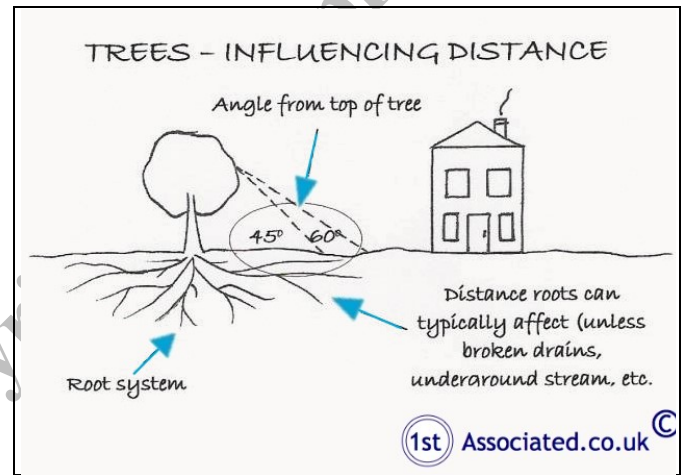 TREES – INFLUENCING DISTANCE
Angle from top of tree
45° 60°
Distance roots can
typically affect (unless
broken drains,
underground stream, etc.
Root system
1st Associated.co.uk ©